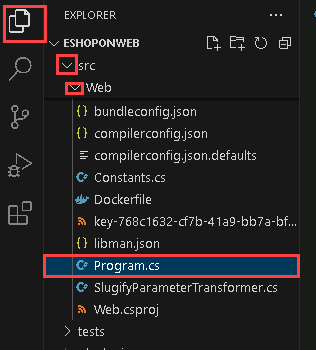 EXPLORER
ESHOPONWEB
src
Web
{} bundleconfig.json
{} compilerconfig.json
compilerconfig.json.defaults
Constants.cs
Dockerfile
key-768c1632-cf7b-41a9-bb7a-bf...
{} libman.json
Program.cs
SlugifyParameterTransformer.cs
Web.csproj
tests